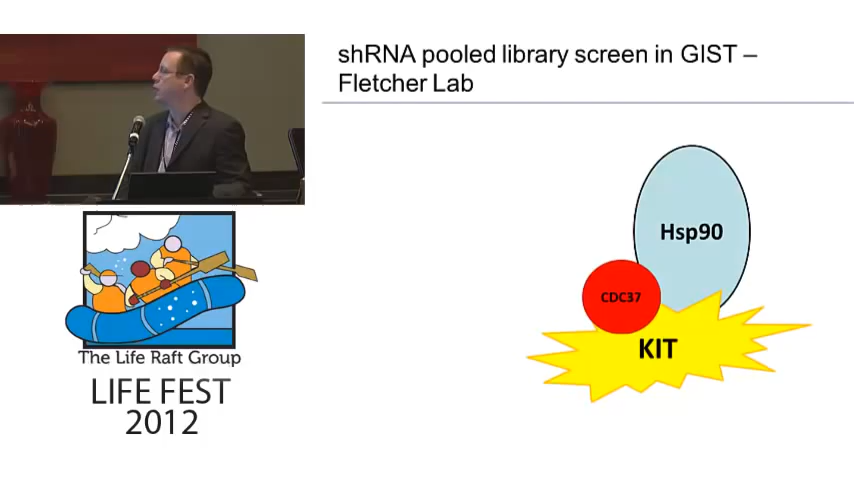 shRNA pooled library screen in GIST –
Fletcher Lab
Hsp90
CDC37
KIT
The Life Raft Group
LIFE FEST
2012